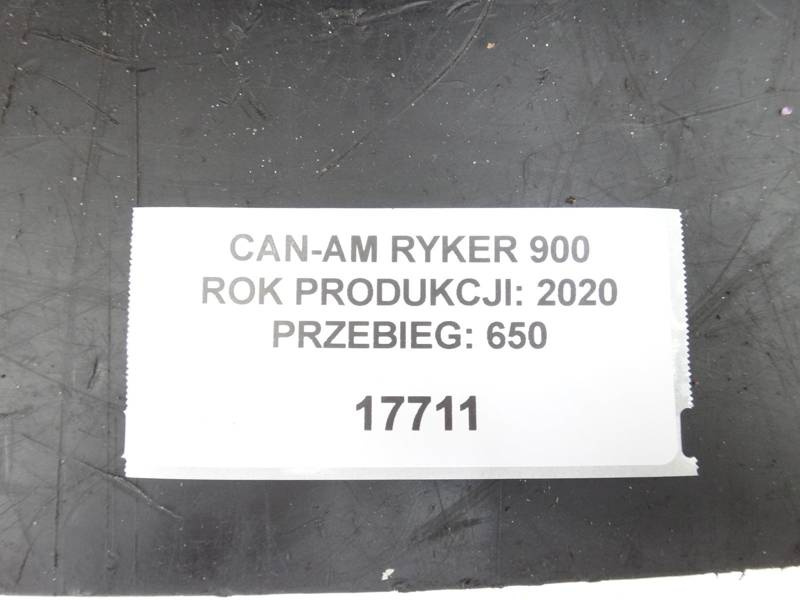 CAN-AM RYKER 900
ROK PRODUKCJI: 2020
PRZEBIEG: 650
17711